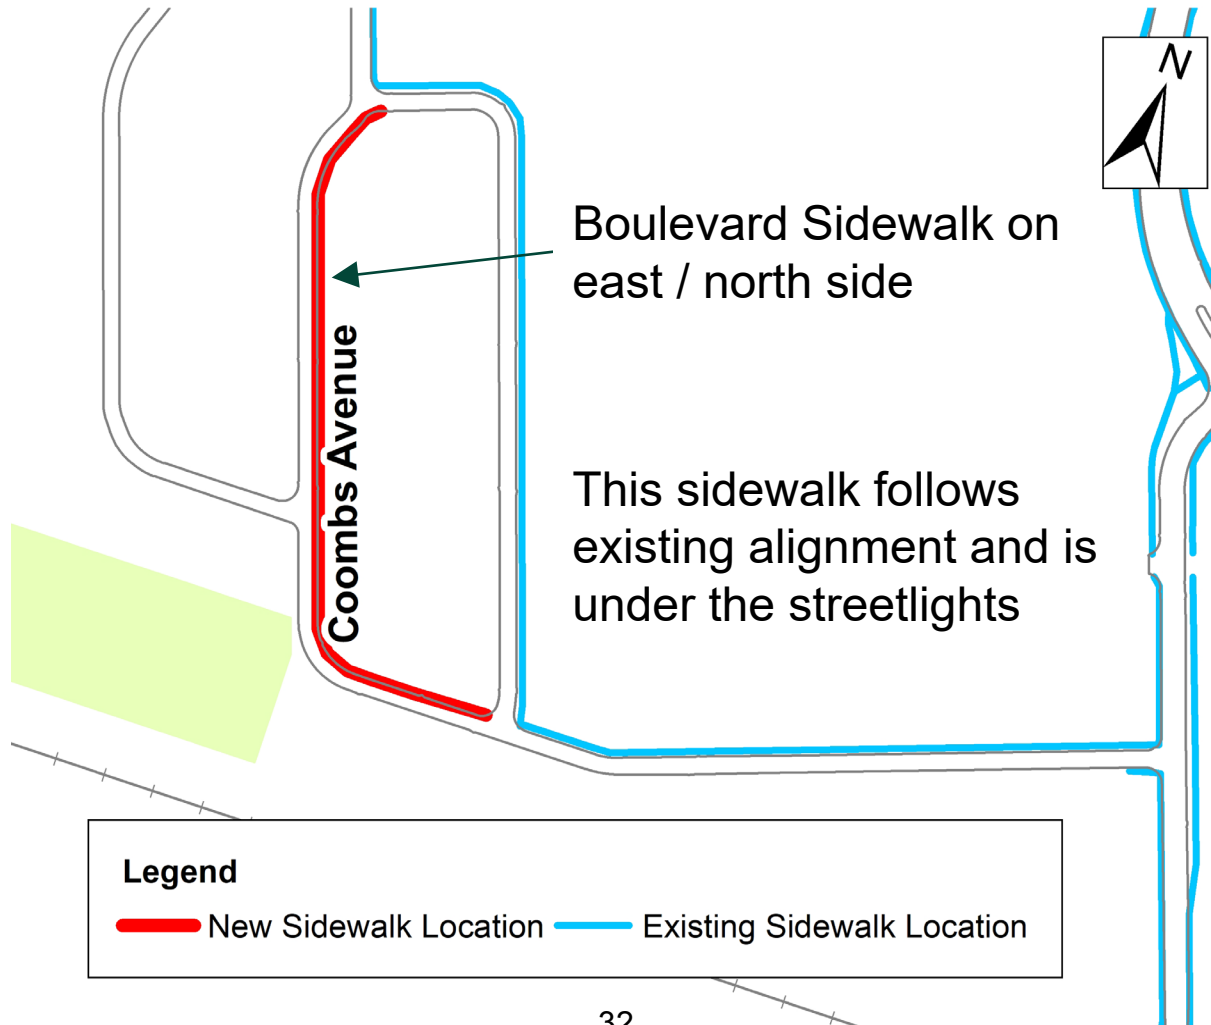 N
Boulevard Sidewalk on
east / north side
Coombs Avenue
This sidewalk follows
existing alignment and is
under the streetlights
Legend
New Sidewalk Location
Existing Sidewalk Location
32